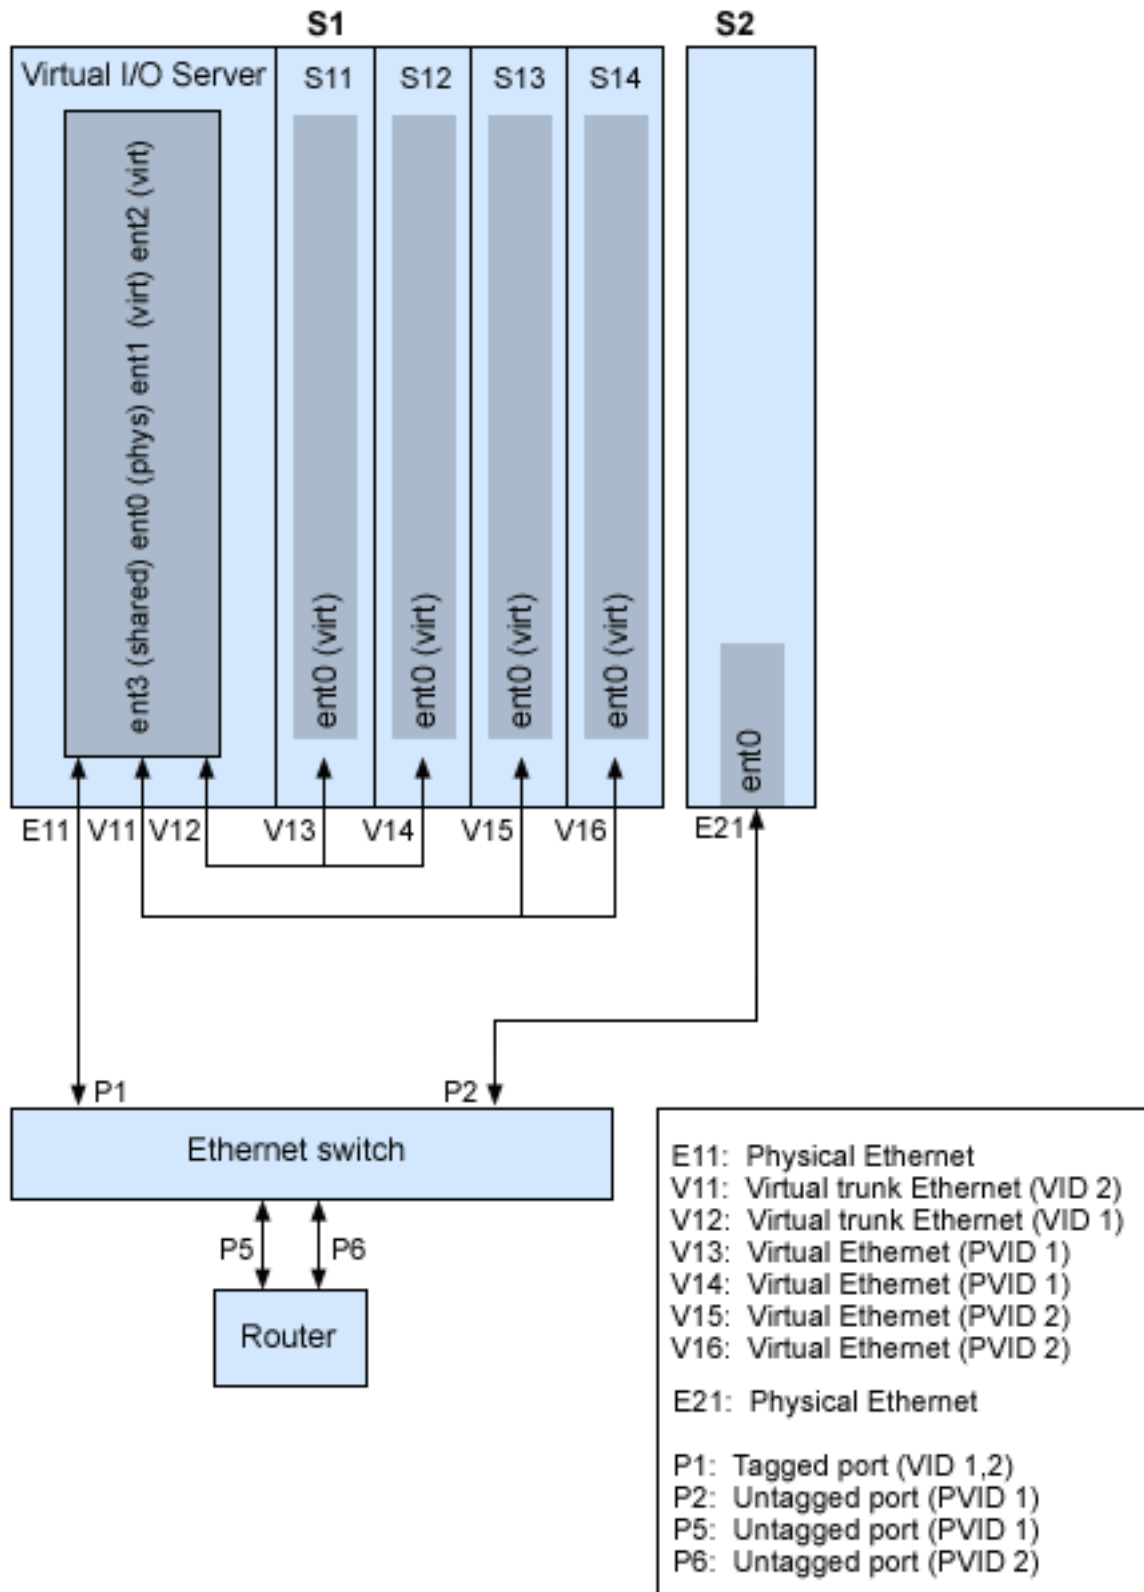 S1
S2
Virtual I/O Server
S11
S12
S13
S14
ent3 (shared) ent0 (phys) ent1 (virt) ent2 (virt)
ent0 (virt)
ent0 (virt)
ent0 (virt)
ent0 (virt)
ent0
E11
V11
V12
V13
V14
V15
V16
E21
P1
P2
Ethernet switch
P5
P6
Router
E11: Physical Ethernet
V11: Virtual trunk Ethernet (VID 2)
V12: Virtual trunk Ethernet (VID 1)
V13: Virtual Ethernet (PVID 1)
V14: Virtual Ethernet (PVID 1)
V15: Virtual Ethernet (PVID 2)
V16: Virtual Ethernet (PVID 2)
E21: Physical Ethernet
P1: Tagged port (VID 1,2)
P2: Untagged port (PVID 1)
P5: Untagged port (PVID 1)
P6: Untagged port (PVID 2)